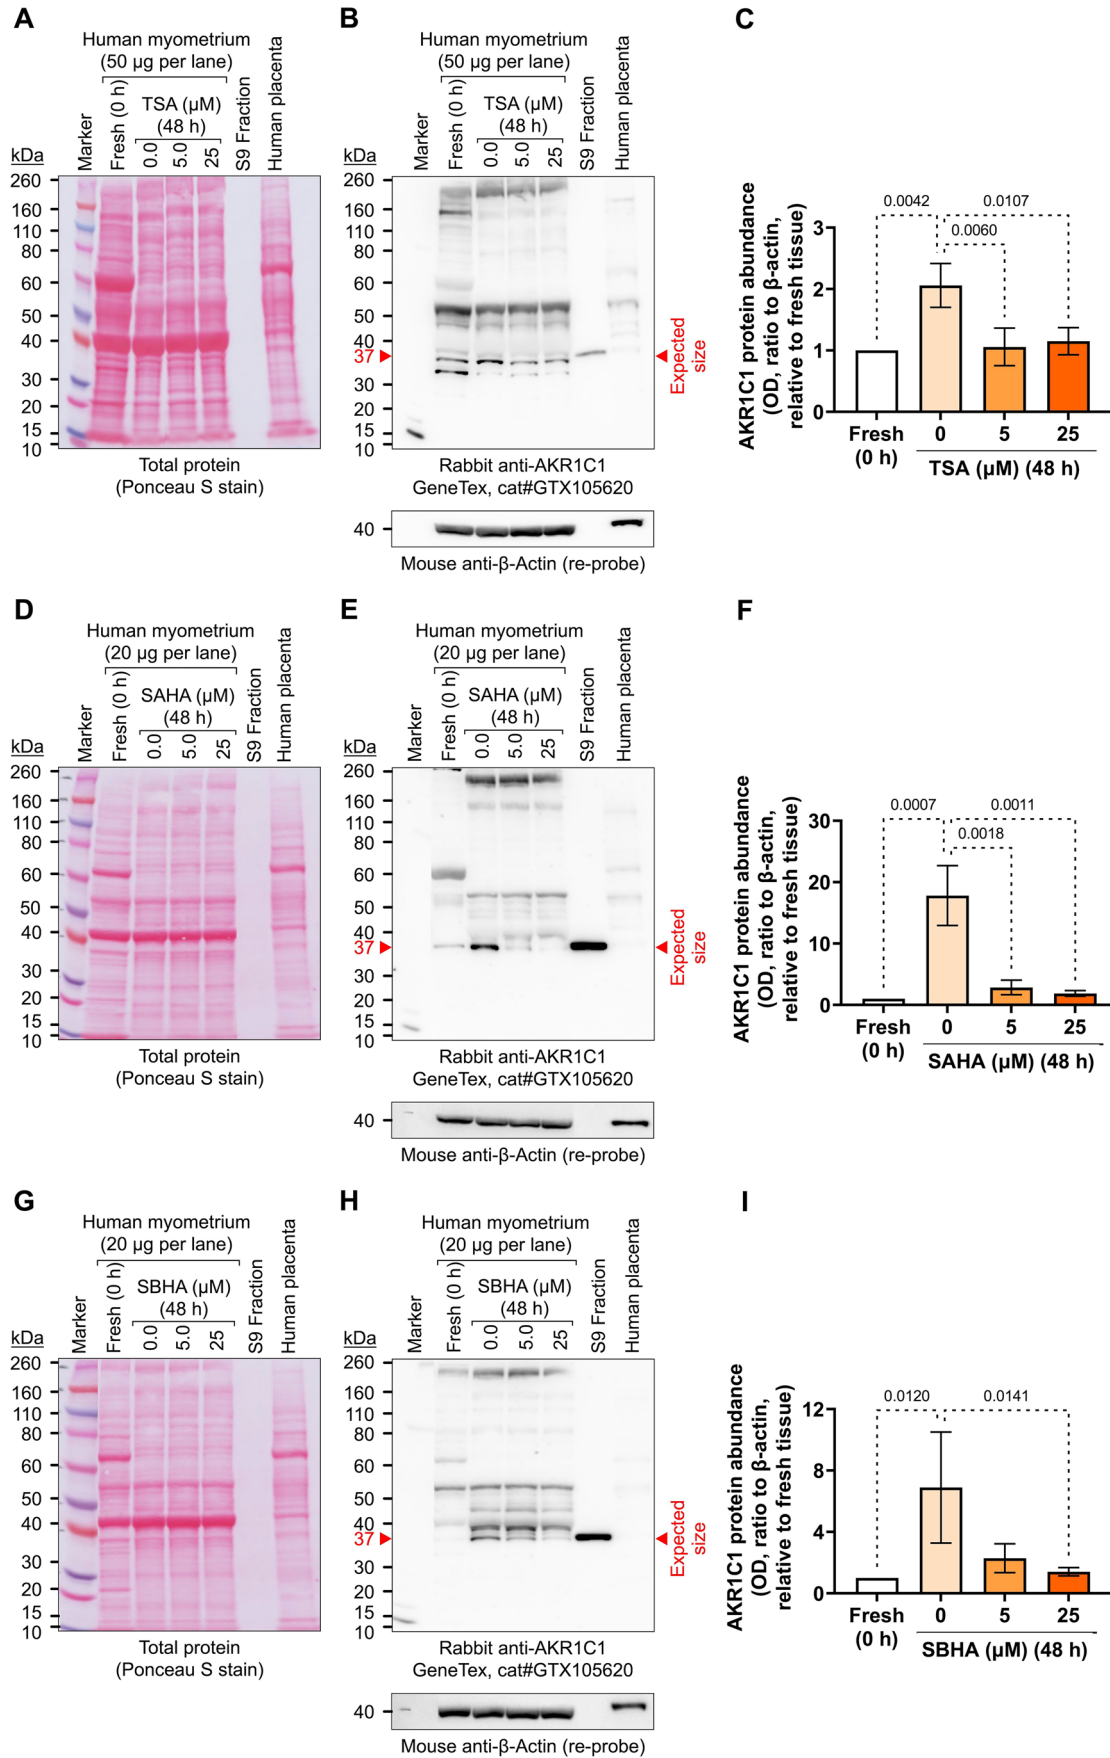 A
Human myometrium
(50 µg per lane)
TSA (µM)
(48 h)
kDa
Marker
Fresh (0 h)
0.0
5.0
25
S9 Fraction
Human placenta
260
160
110
80
60
50
40
37
30
20
15
10
Total protein
(Ponceau S stain)
B
Human myometrium
(50 µg per lane)
TSA (µM)
(48 h)
kDa
Marker
Fresh (0 h)
0.0
5.0
25
S9 Fraction
Human placenta
260
160
110
80
60
50
40
37
30
20
15
10
Expected
size
Rabbit anti-AKR1C1
GeneTex, cat#GTX105620
40
Mouse anti-β-Actin (re-probe)
C
AKR1C1 protein abundance
(OD, ratio to β-actin,
relative to fresh tissue)
0.0042
0.0107
0.0060
3
2
1
0
Fresh
(0 h)
0
5
25
TSA (µM) (48 h)
D
Human myometrium
(20 µg per lane)
SAHA (µM)
(48 h)
kDa
Marker
Fresh (0 h)
0.0
5.0
25
S9 Fraction
Human placenta
260
160
110
80
60
50
40
37
30
20
15
10
Total protein
(Ponceau S stain)
E
Human myometrium
(20 µg per lane)
SAHA (µM)
(48 h)
kDa
Marker
Fresh (0 h)
0.0
5.0
25
S9 Fraction
Human placenta
260
160
110
80
60
50
40
37
30
20
15
10
Expected
size
Rabbit anti-AKR1C1
GeneTex, cat#GTX105620
40
Mouse anti-β-Actin (re-probe)
F
AKR1C1 protein abundance
(OD, ratio to β-actin,
relative to fresh tissue)
0.0007
0.0011
0.0018
30
20
10
0
Fresh
(0 h)
0
5
25
SAHA (µM) (48 h)
G
Human myometrium
(20 µg per lane)
SBHA (µM)
(48 h)
kDa
Marker
Fresh (0 h)
0.0
5.0
25
S9 Fraction
Human placenta
260
160
110
80
60
50
40
37
30
20
15
10
Total protein
(Ponceau S stain)
H
Human myometrium
(20 µg per lane)
SBHA (µM)
(48 h)
kDa
Marker
Fresh (0 h)
0.0
5.0
25
S9 Fraction
Human placenta
260
160
110
80
60
50
40
37
30
20
15
10
Expected
size
Rabbit anti-AKR1C1
GeneTex, cat#GTX105620
40
Mouse anti-β-Actin (re-probe)
I
AKR1C1 protein abundance
(OD, ratio to β-actin,
relative to fresh tissue)
0.0120
0.0141
12
8
4
0
Fresh
(0 h)
0
5
25
SBHA (µM) (48 h)